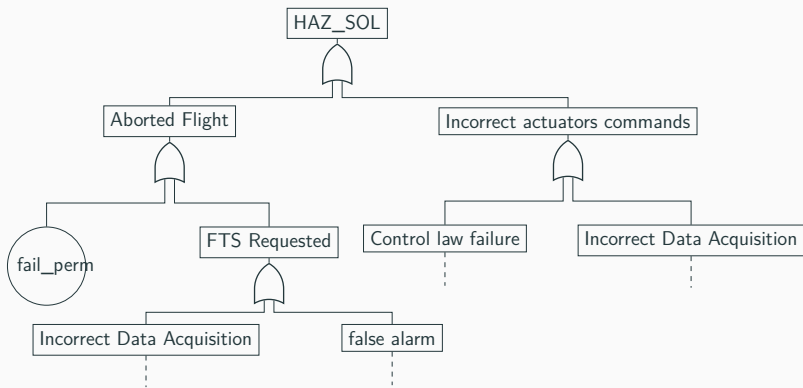 HAZ_SOL
Aborted Flight
Incorrect actuators commands
fail_perm
FTS Requested
Control law failure
Incorrect Data Acquisition
Incorrect Data Acquisition
false alarm